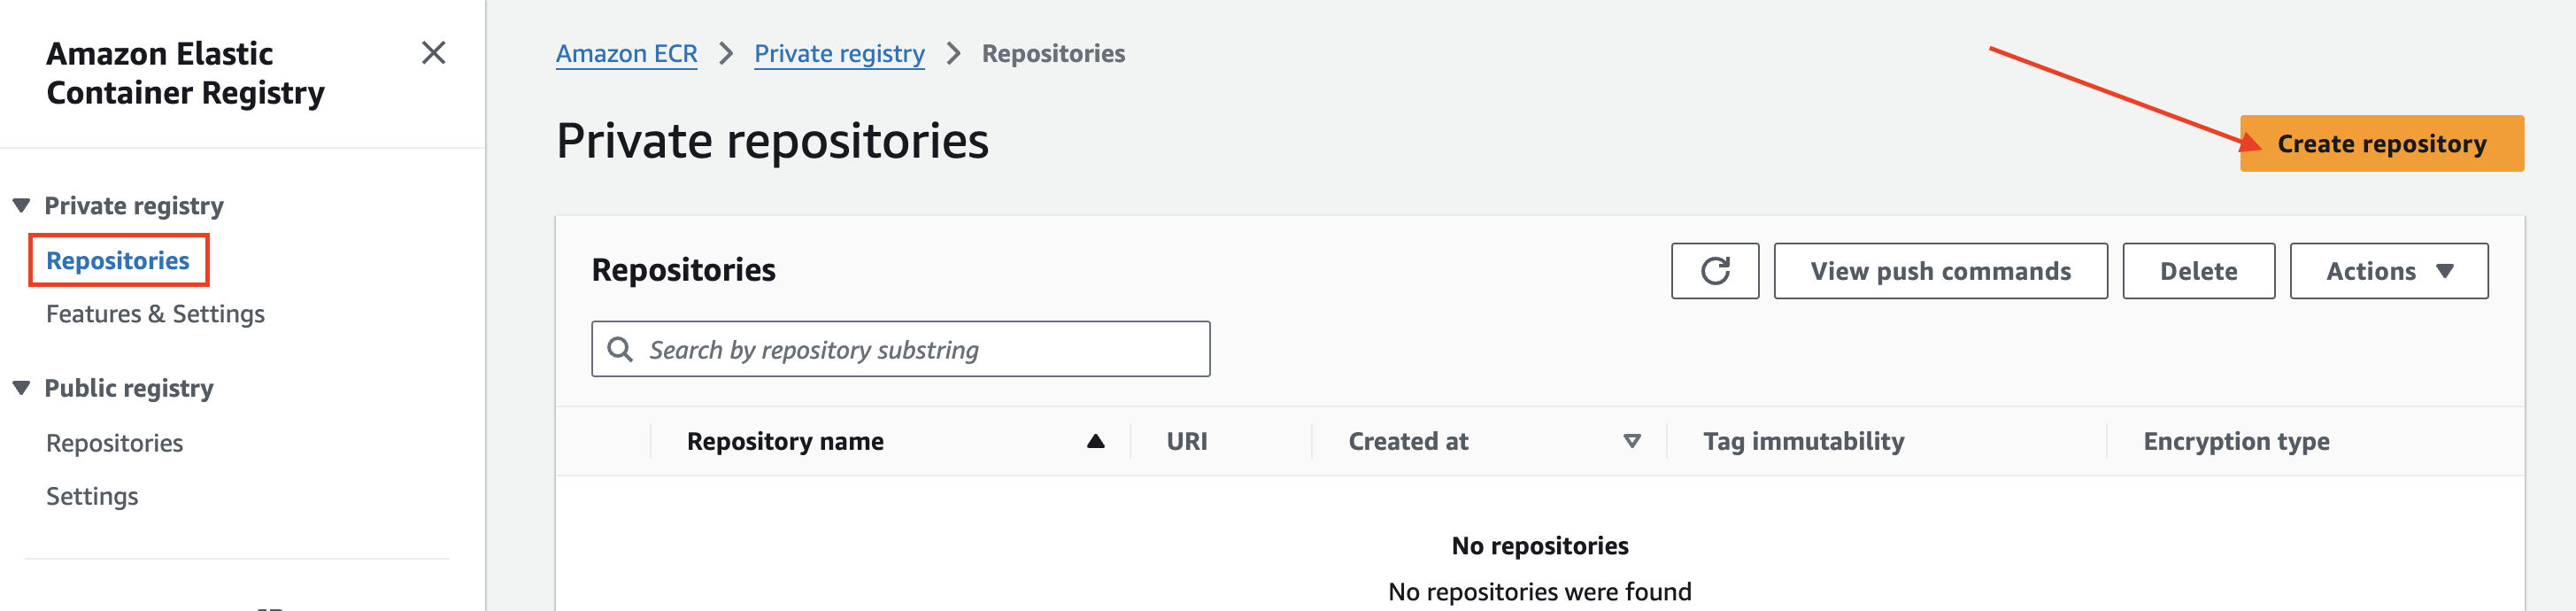 Amazon Elastic
Container Registry
Private registry
Repositories
Features & Settings
Public registry
Repositories
Settings
Amazon ECR > Private registry > Repositories
Private repositories
Create repository
Repositories
View push commands
Delete
Actions
Search by repository substring
Repository name
URI
Created at
Tag immutability
Encryption type
No repositories
No repositories were found